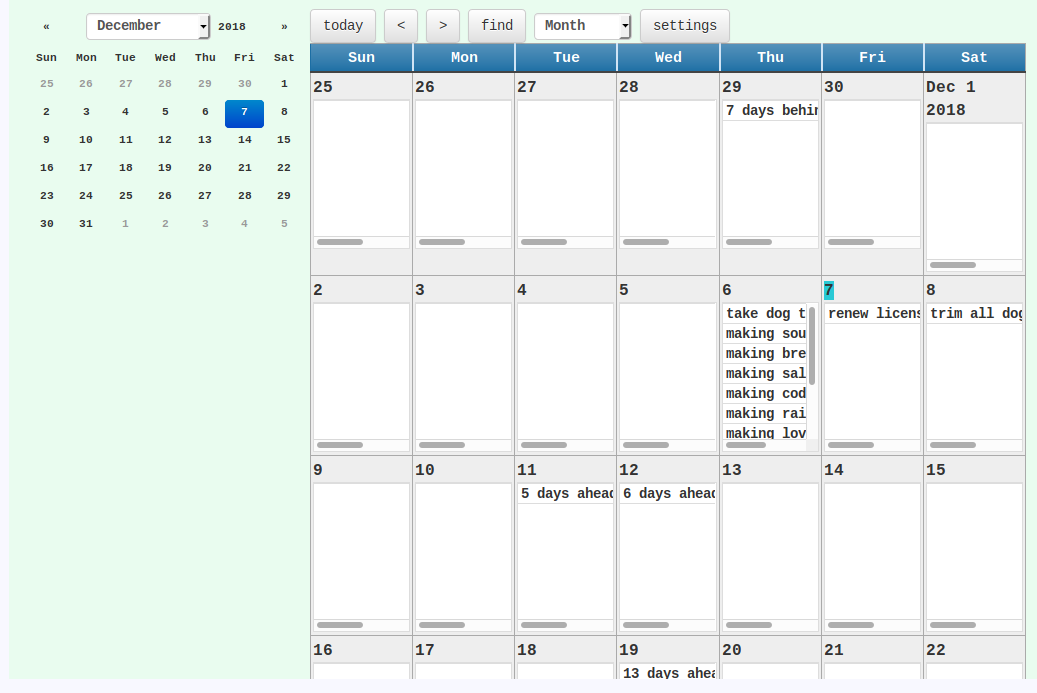 « December 2018 »
Sun Mon Tue Wed Thu Fri Sat
25 26 27 28 29 30 1
2 3 4 5 6 7 8
9 10 11 12 13 14 15
16 17 18 19 20 21 22
23 24 25 26 27 28 29
30 31 1 2 3 4 5
today < > find Month settings
Sun Mon Tue Wed Thu Fri Sat
25 26 27 28 29 30 Dec 1
2018
7 days behin
2 3 4 5 6 7 8
take dog t renew licens trim all dog
making sou
making bre
making sal
making cod
making rai
making lov
9 10 11 12 13 14 15
5 days ahead 6 days ahead
16 17 18 19 20 21 22
13 days ahea